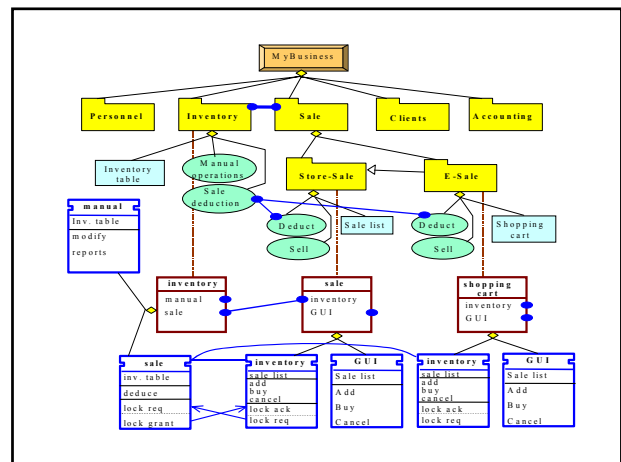 MyBusiness
Personnel
Inventory
Sale
Clients
Accounting
Inventory
table
Manual
operations
Sale
deduction
Store-Sale
E-Sale
manual
Inv. table
modify
reports
Deduct
Sell
Sale list
Deduct
Sell
Shopping
cart
inventory
manual
sale
sale
inventory
GUI
shopping
cart
inventory
GUI
sale
inv. table
deduce
lock req
lock grant
inventory
sale list
add
buy
cancel
lock ack
lock req
GUI
Sale list
Add
Buy
Cancel
inventory
sale list
add
buy
cancel
lock ack
lock req
GUI
Sale list
Add
Buy
Cancel